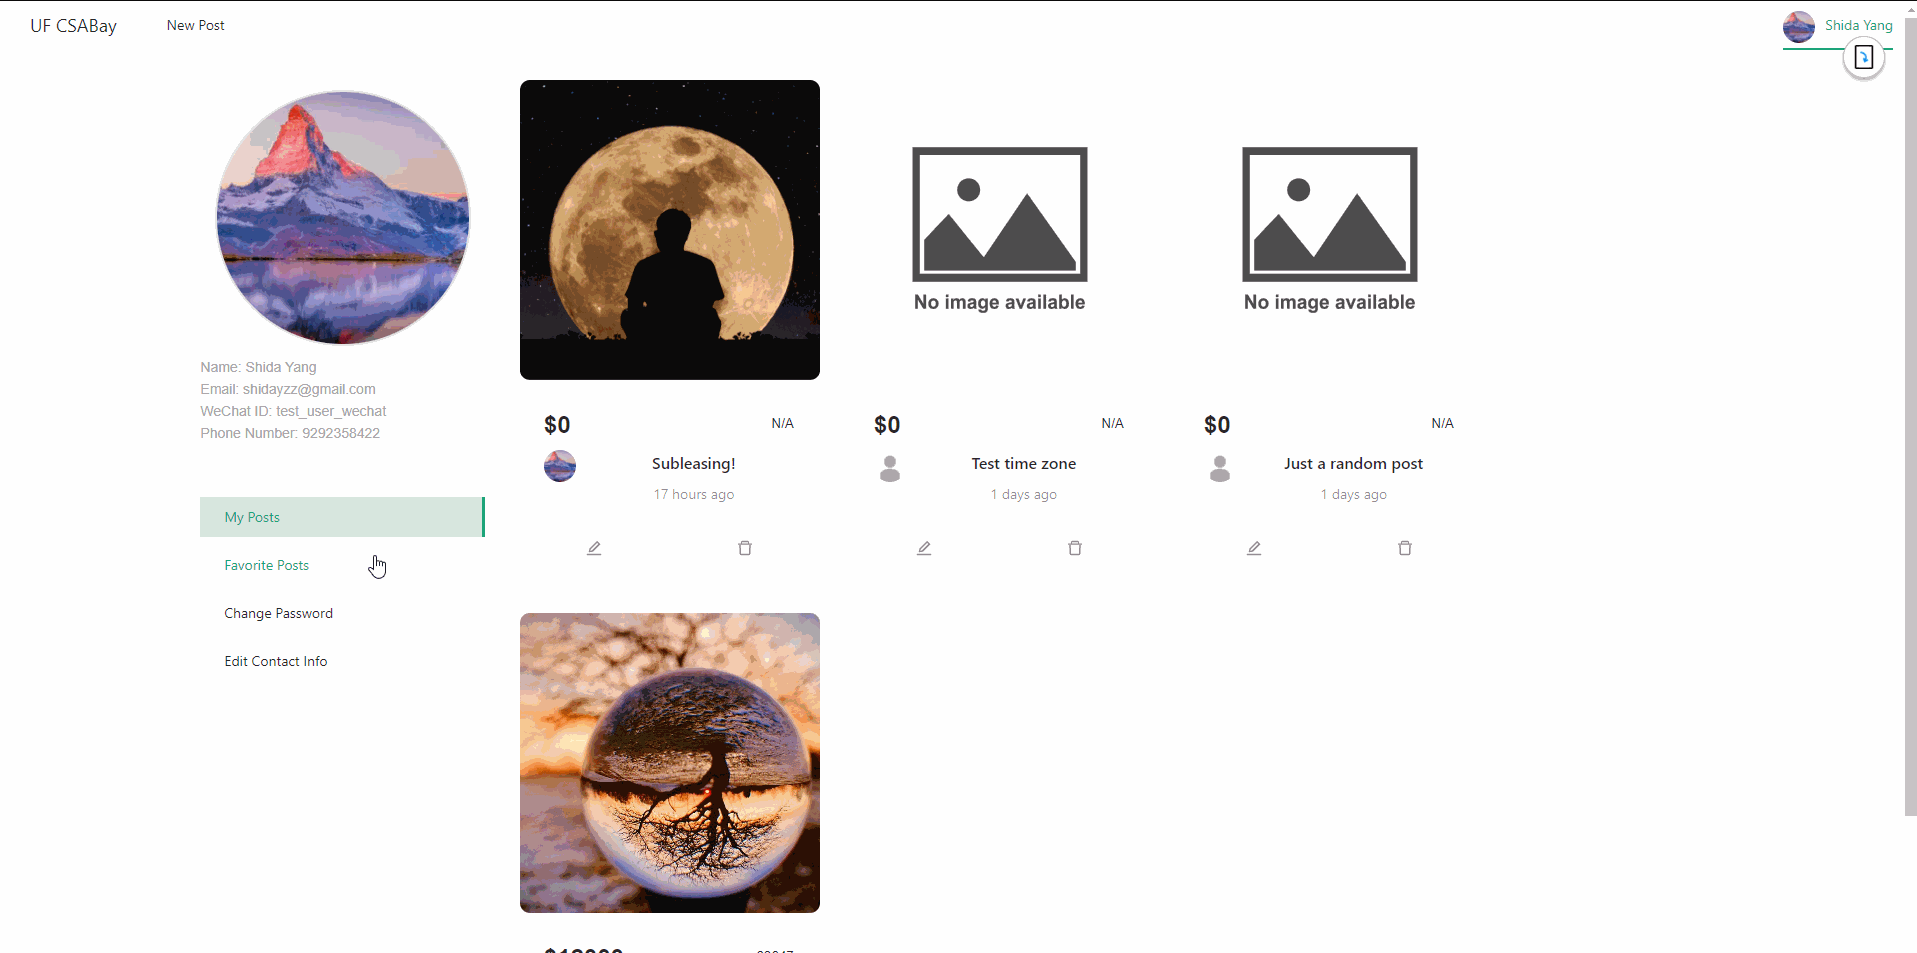 UF CSABay
New Post
Shida Yang
Name: Shida Yang
Email: shidayzz@gmail.com
WeChat ID: test_user_wechat
Phone Number: 9292358422
My Posts
Favorite Posts
Change Password
Edit Contact Info
$0
N/A
Subleasing!
17 hours ago
No image available
$0
N/A
Test time zone
1 days ago
No image available
$0
N/A
Just a random post
1 days ago